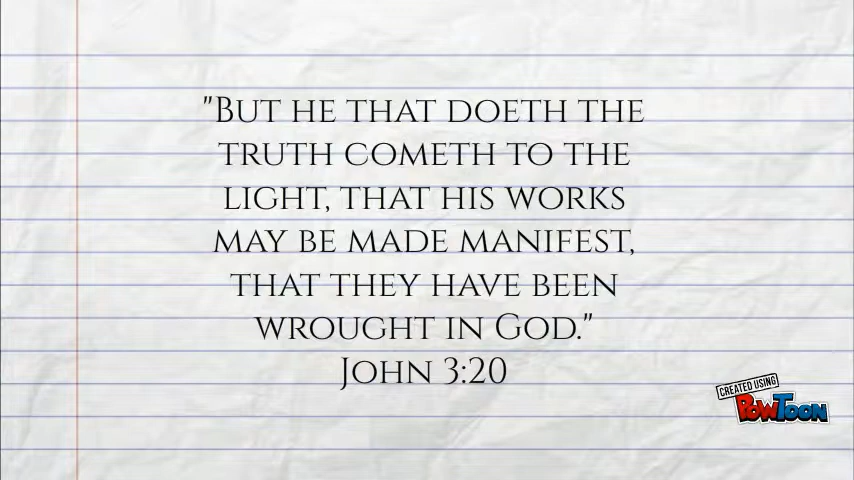 "But he that doeth the
truth cometh to the
light, that his works
may be made manifest,
that they have been
wrought in God."
John 3:20
CREATED USING
POWTOON